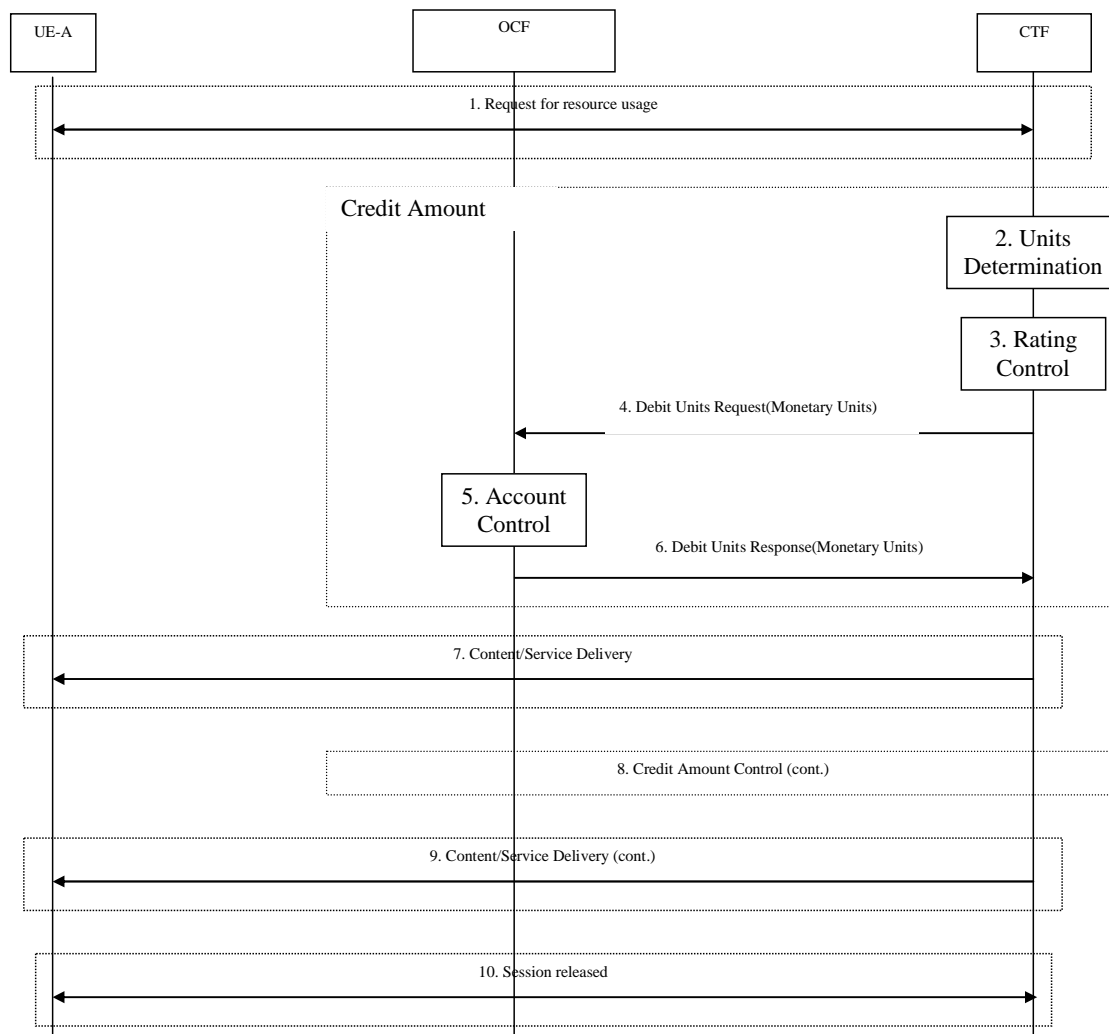 UE-A
OCF
CTF
1. Request for resource usage
Credit Amount
2. Units
Determination
3. Rating
Control
4. Debit Units Request(Monetary Units)
5. Account
Control
6. Debit Units Response(Monetary Units)
7. Content/Service Delivery
8. Credit Amount Control (cont.)
9. Content/Service Delivery (cont.)
10. Session released